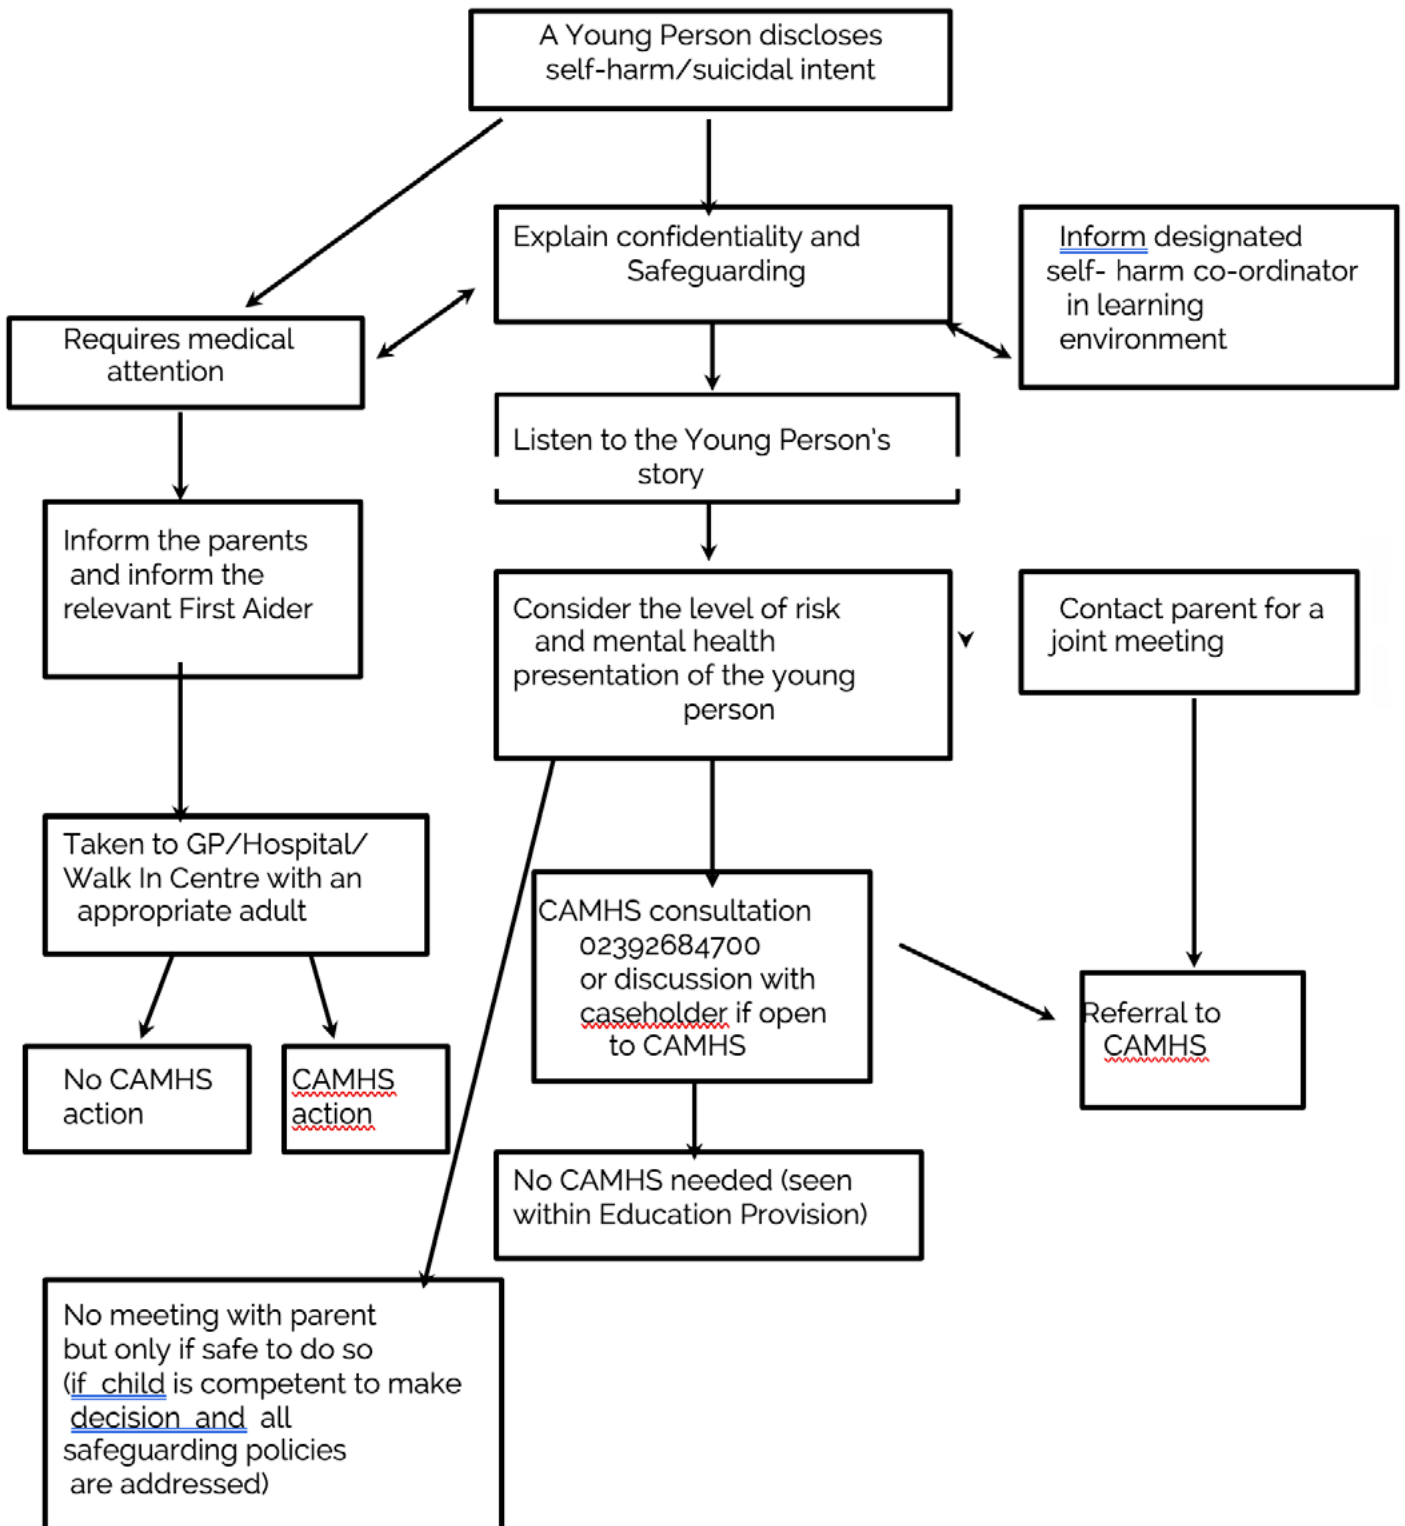 A Young Person discloses
self-harm/suicidal intent
Explain confidentiality and
Safeguarding
Inform designated
self- harm co-ordinator
in learning
environment
Requires medical
attention
Listen to the Young Person's
story
Inform the parents
and inform the
relevant First Aider
Consider the level of risk
and mental health
presentation of the young
person
Contact parent for a
joint meeting
Taken to GP/Hospital/
Walk In Centre with an
appropriate adult
CAMHS consultation
02392684700
or discussion with
caseholder if open
to CAMHS
Referral to
CAMHS
No CAMHS
action
CAMHS
action
No CAMHS needed (seen
within Education Provision)
No meeting with parent
but only if safe to do so
(if child is competent to make
decision and all
safeguarding policies
are addressed)